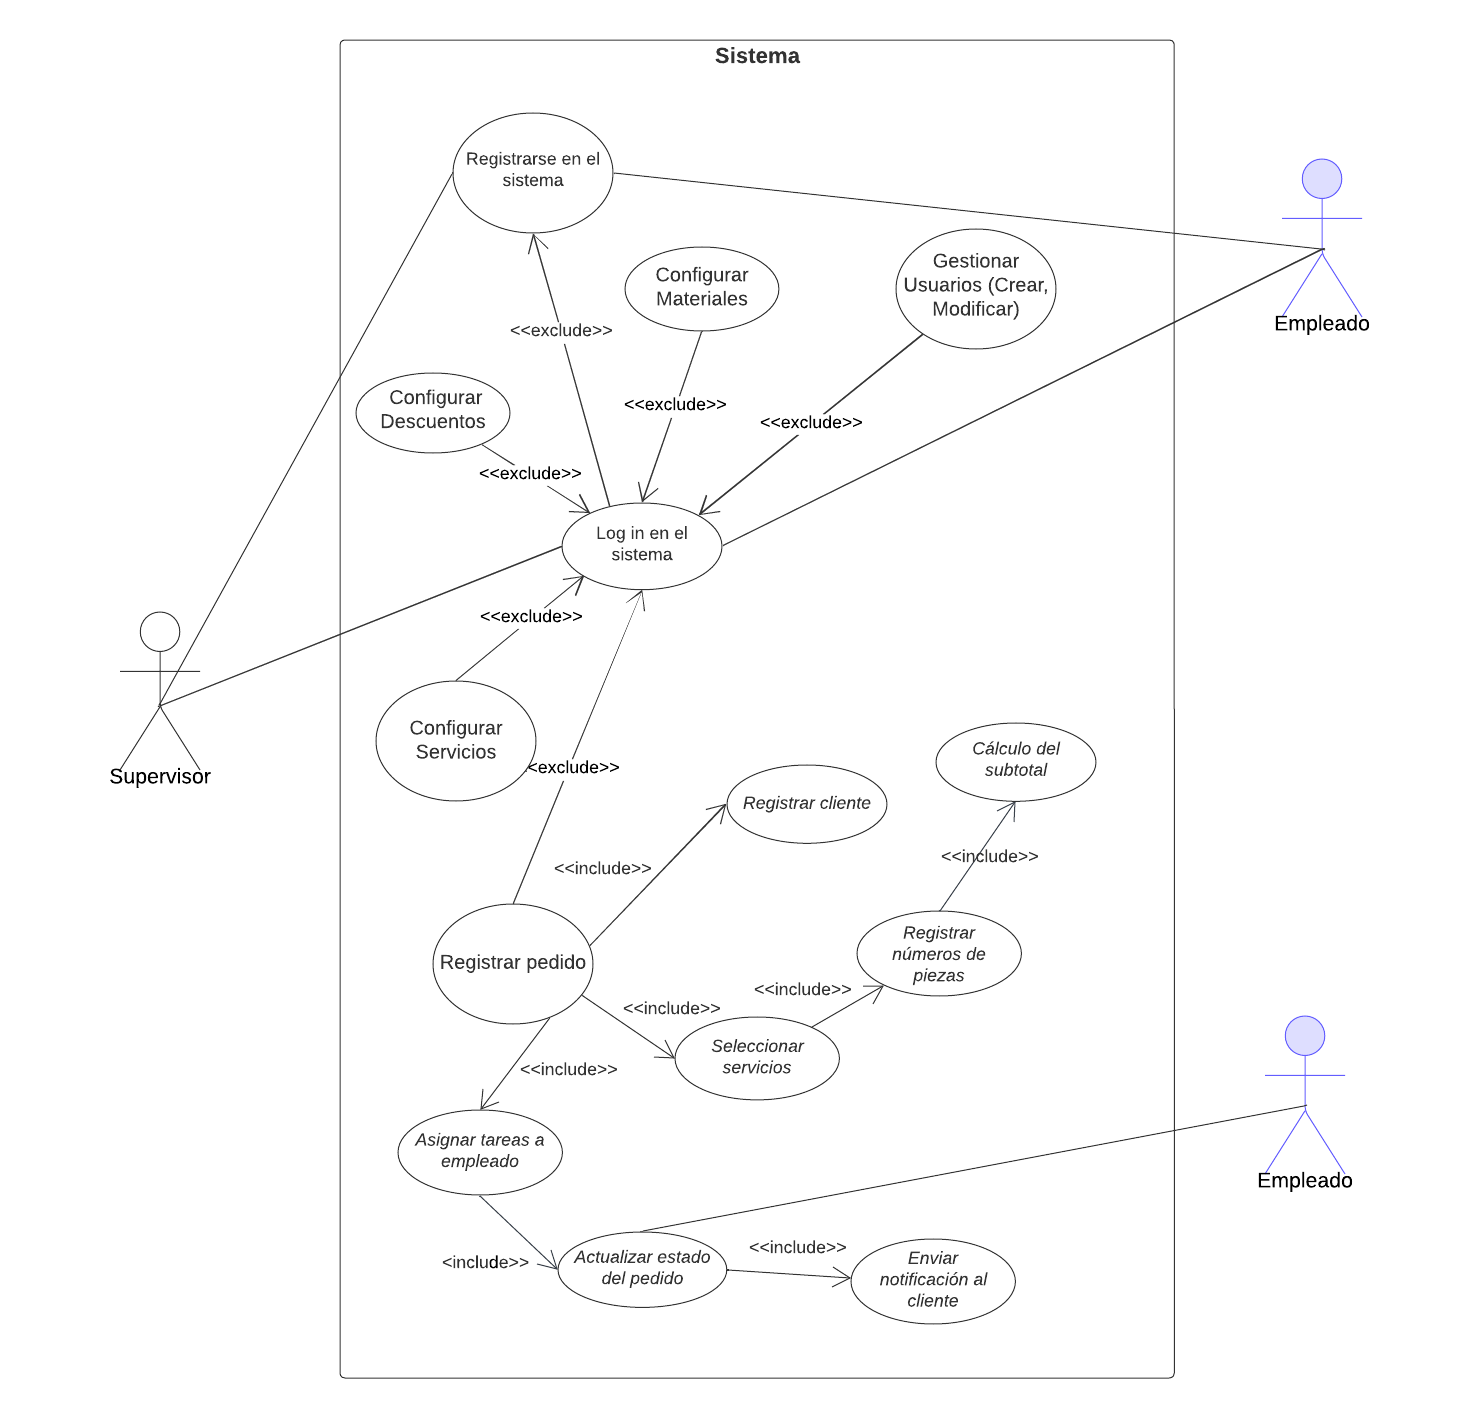 Sistema
Registrarse en el
sistema
Configurar
Materiales
Gestionar
Usuarios (Crear,
Modificar)
Empleado
<<exclude>>
Configurar
Descuentos
<<exclude>>
<<exclude>>
<<exclude>>
Log in en el
sistema
<<exclude>>
Supervisor
Configurar
Servicios
<exclude>>
Cálculo del
subtotal
Registrar cliente
<<include>>
<<include>>
Registrar pedido
Registrar
números de
piezas
<<include>>
<<include>>
Seleccionar
servicios
<<include>>
Asignar tareas a
empleado
Empleado
<include>>
Actualizar estado
del pedido
<<include>>
Enviar
notificación al
cliente